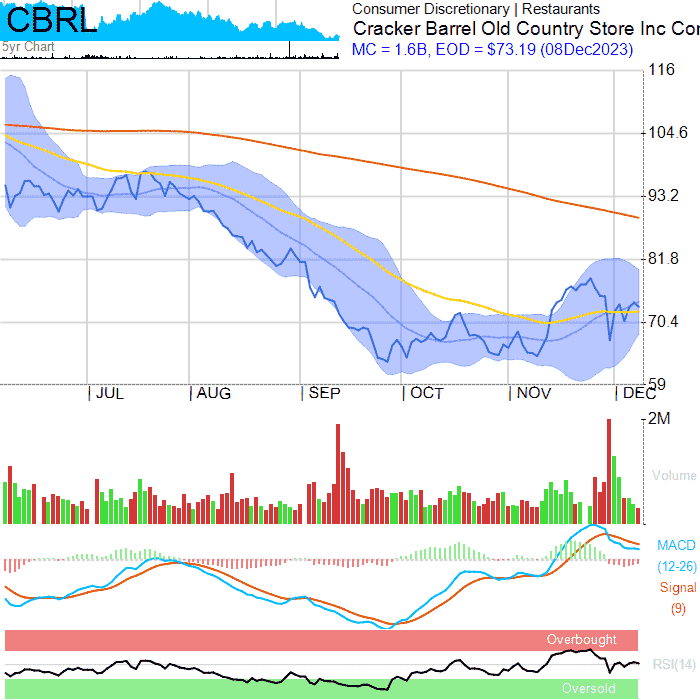 CBRL
5yr Chart
Consumer Discretionary | Restaurants
Cracker Barrel Old Country Store Inc Cor
MC = 1.6B, EOD = $73.19 (08Dec2023)
116
104.6
93.2
81.8
70.4
59
JUL
AUG
SEP
OCT
NOV
DEC
2M
Volume
MACD
(12-26)
Signal
(9)
Overbought
RSI(14)
Oversold